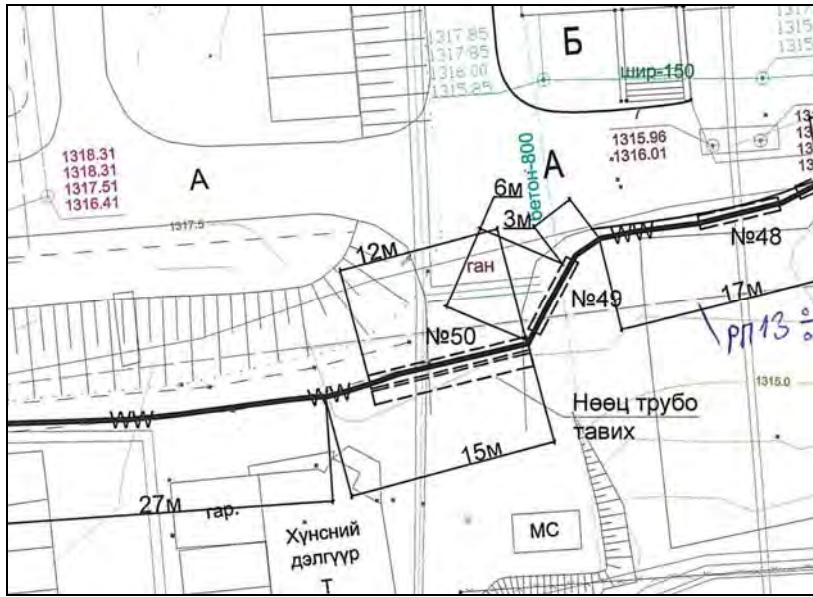 1317.85
1317.85
1316.00
1315.85
Б
шир-150
1318.31
1318.31
1317.51
1316.41
А
1315.96
1316.01
А
бетон-800
6м
3м
1317.5
12м
ган
№48
№49
17м
№50
РП13
1315.0
Нөөц трубо
тавих
15м
27м
гар.
Хүнсний
дэлгүүр
Т
МС